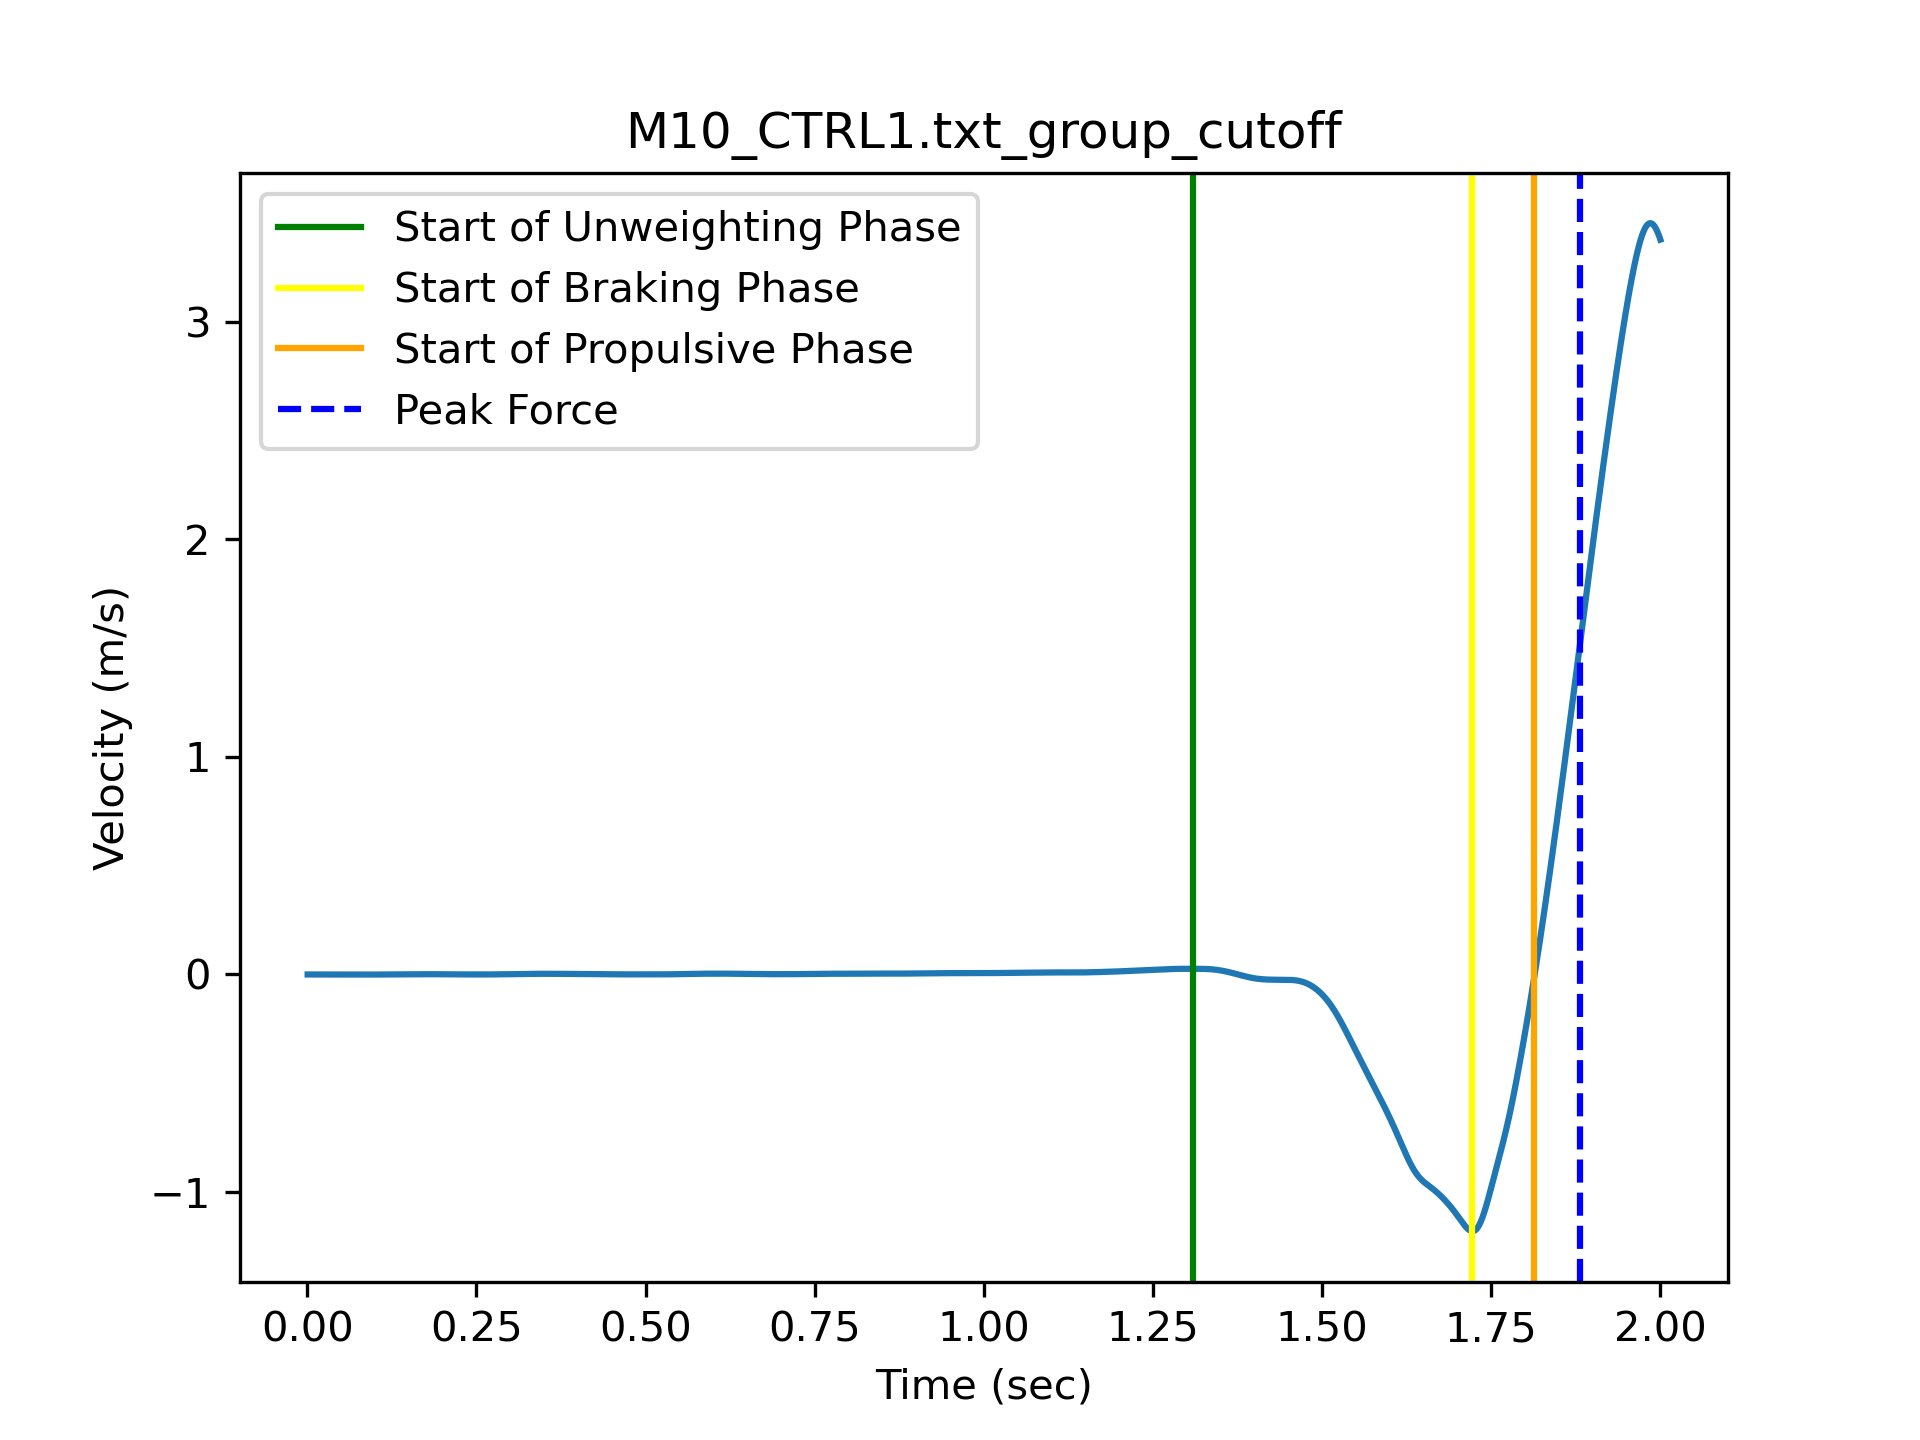 M10_CTRL1.txt_group_cutoff
Start of Unweighting Phase
Start of Braking Phase
Start of Propulsive Phase
Peak Force
3
2
1
0
−1
Velocity (m/s)
0.00 0.25 0.50 0.75 1.00 1.25 1.50 1.75 2.00
Time (sec)